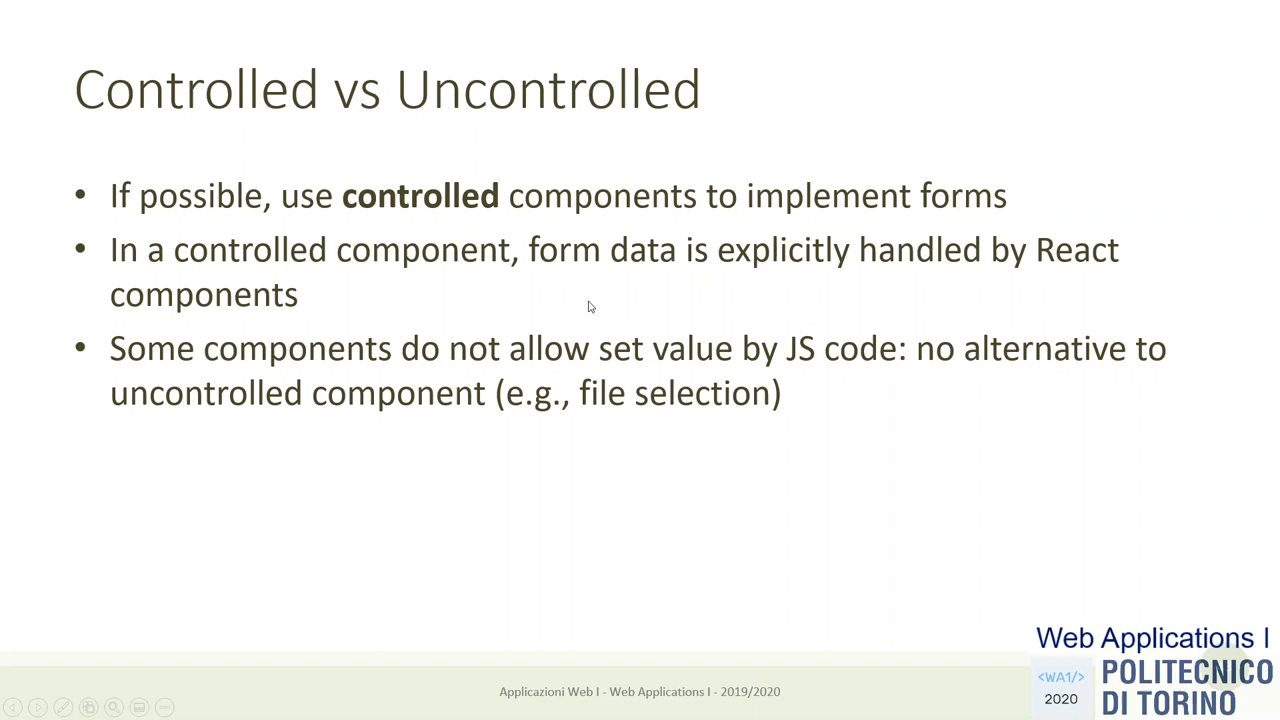 Controlled vs Uncontrolled
• If possible, use controlled components to implement forms
• In a controlled component, form data is explicitly handled by React
components
• Some components do not allow set value by JS code: no alternative to
uncontrolled component (e.g., file selection)
Applicazioni Web I - Web Applications I - 2019/2020
Web Applications I
<WA1/>
2020
POLITECNICO
DI TORINO